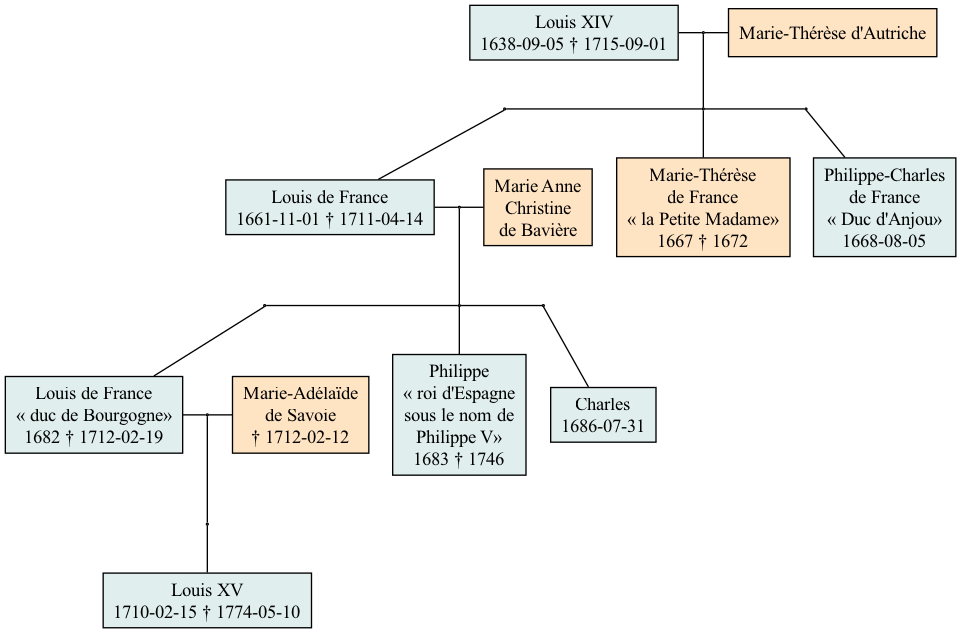 Louis XIV
1638-09-05 † 1715-09-01
Marie-Thérèse d'Autriche
Louis de France
1661-11-01 † 1711-04-14
Marie Anne
Christine
de Bavière
Marie-Thérèse
de France
« la Petite Madame»
1667 † 1672
Philippe-Charles
de France
« Duc d'Anjou»
1668-08-05
Louis de France
« duc de Bourgogne»
1682 † 1712-02-19
Marie-Adélaïde
de Savoie
† 1712-02-12
Philippe
« roi d'Espagne
sous le nom de
Philippe V»
1683 † 1746
Charles
1686-07-31
Louis XV
1710-02-15 † 1774-05-10